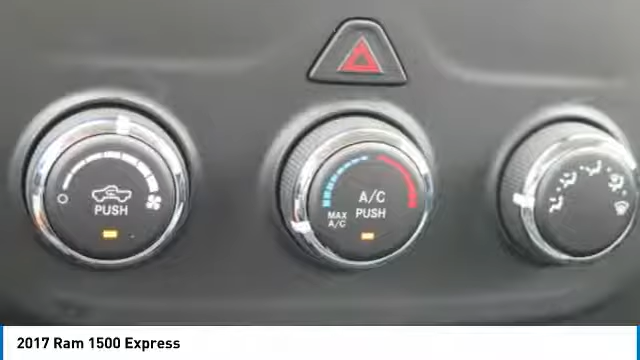 PUSH
A/C
PUSH
MAX
A/C
2017 Ram 1500 Express